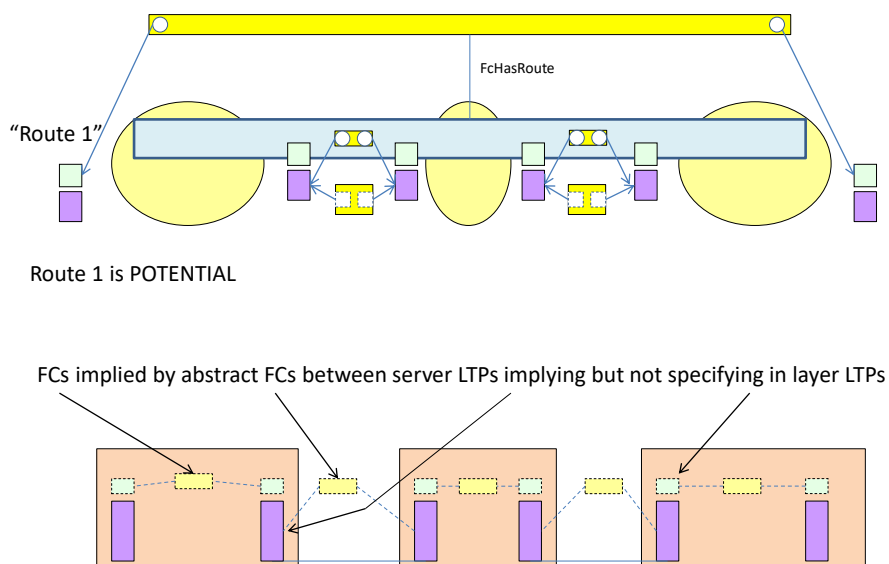 FcHasRoute
“Route 1”
Route 1 is POTENTIAL
FCs implied by abstract FCs between server LTPs implying but not specifying in layer LTPs